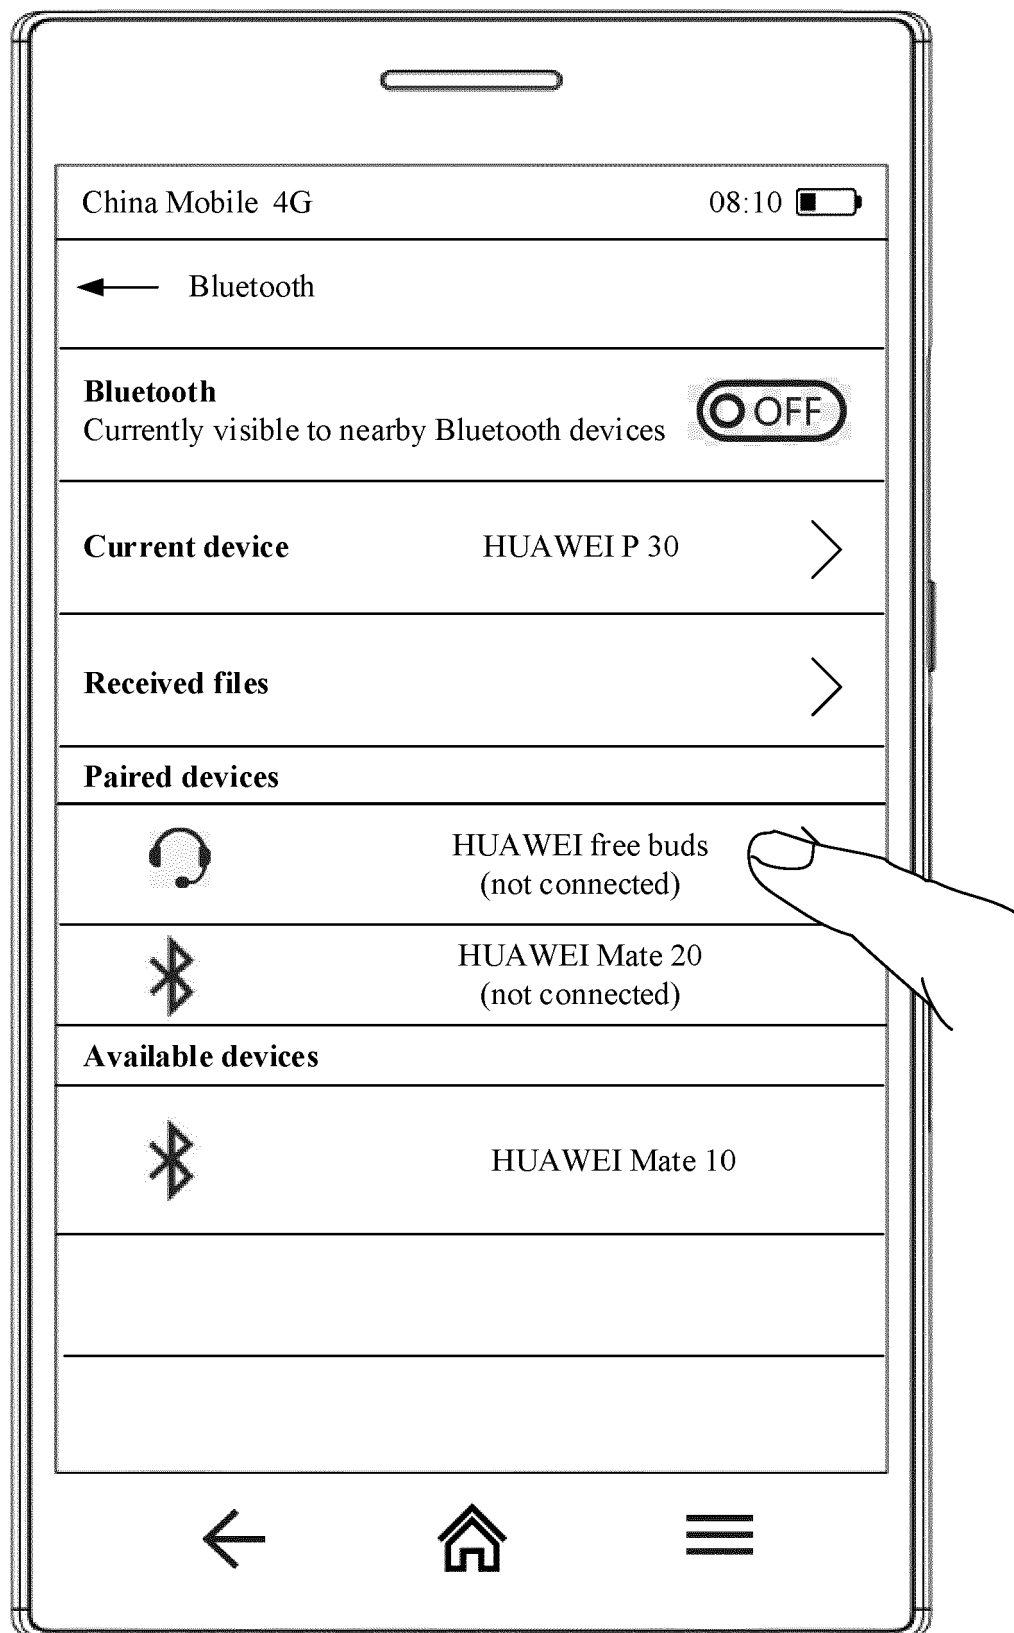 China Mobile 4G 08:10
Bluetooth
Bluetooth
Currently visible to nearby Bluetooth devices
OFF
Current device HUAWEI P 30
Received files
Paired devices
HUAWEI free buds
(not connected)
HUAWEI Mate 20
(not connected)
Available devices
HUAWEI Mate 10